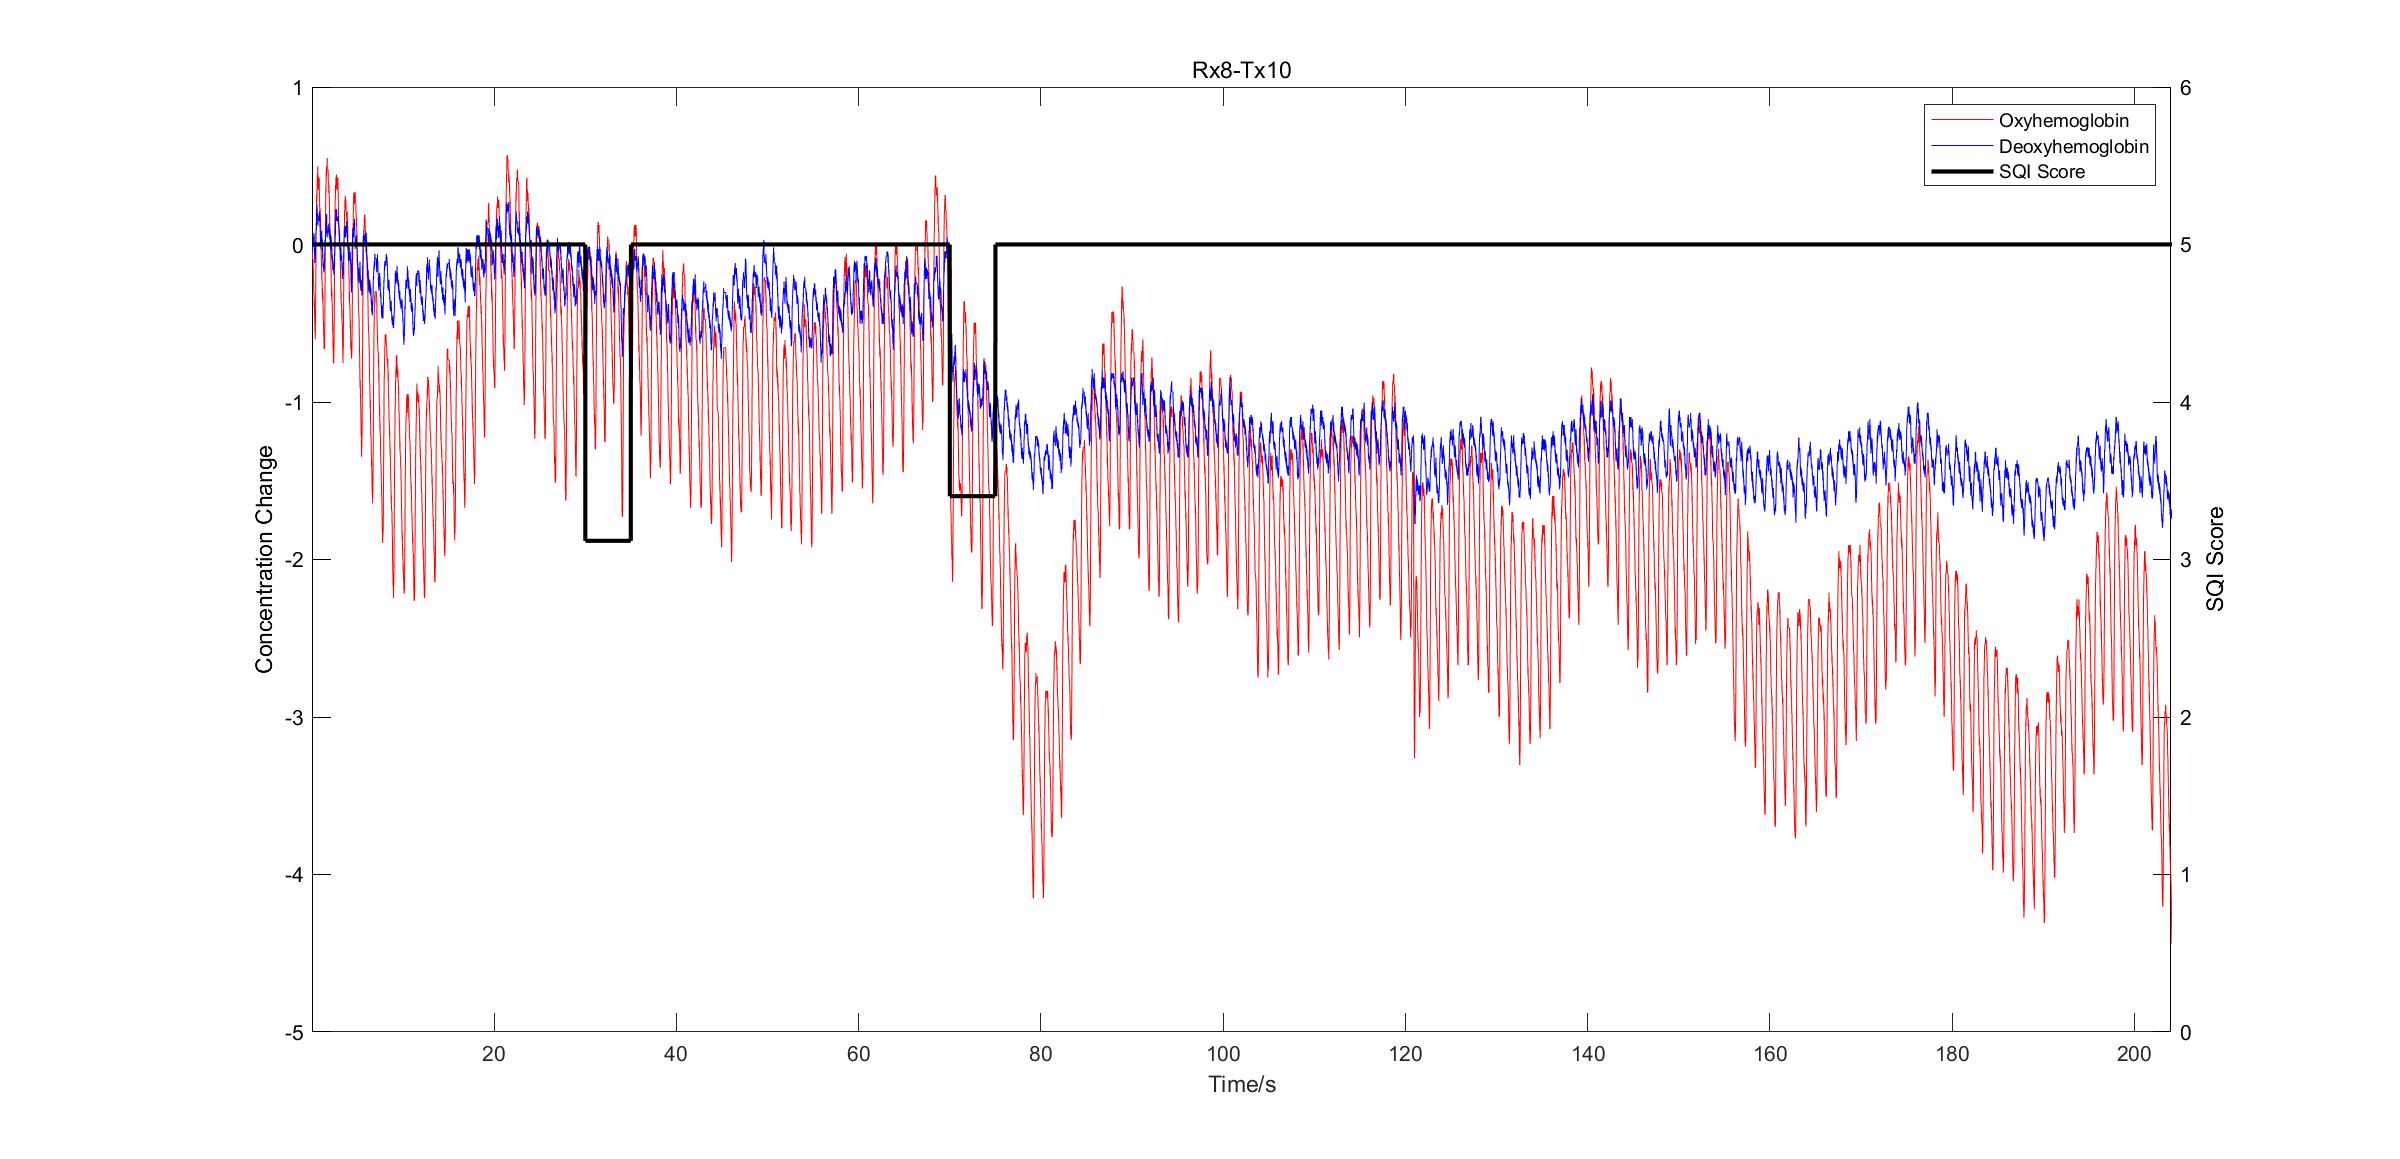 Rx8-Tx10
1
0
-1
-2
-3
-4
-5
Concentration Change
6
5
4
3
2
1
0
SQI Score
Oxyhemoglobin
Deoxyhemoglobin
SQI Score
20 40 60 80 100 120 140 160 180 200
Time/s